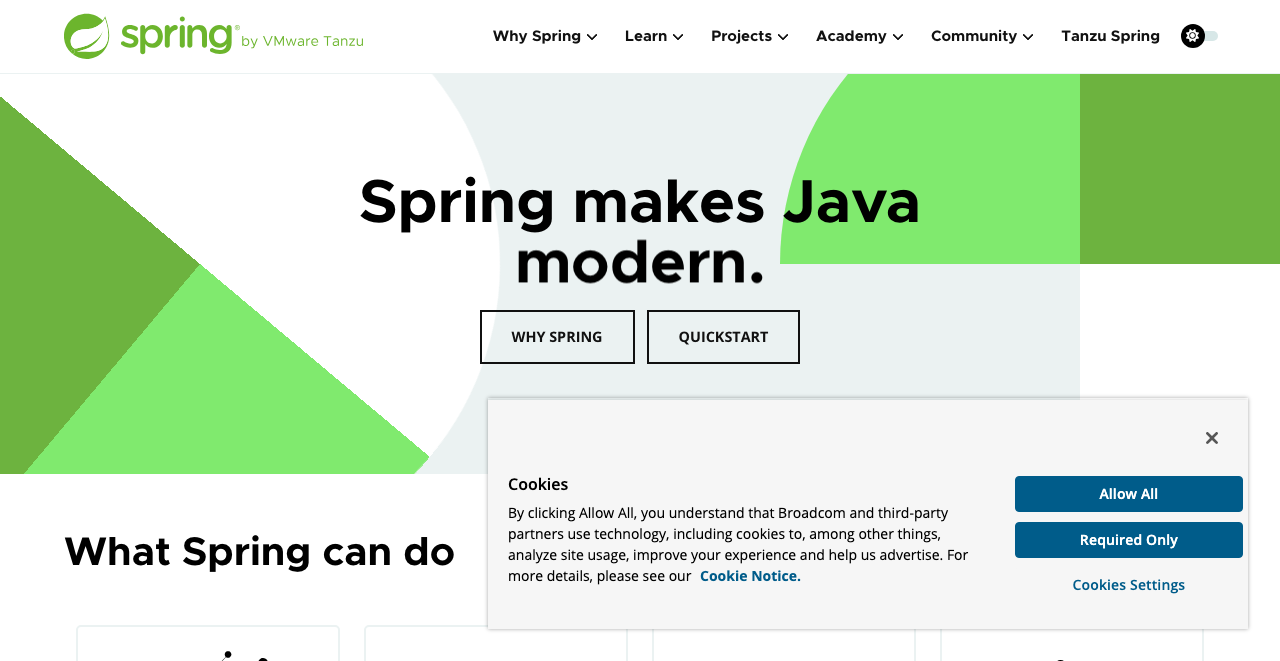 spring® by VMware Tanzu
Why Spring Learn Projects Academy Community Tanzu Spring
Spring makes Java
modern.
WHY SPRING QUICKSTART
What Spring can do
Cookies
By clicking Allow All, you understand that Broadcom and third-party
partners use technology, including cookies to, among other things,
analyze site usage, improve your experience and help us advertise. For
more details, please see our Cookie Notice.
Allow All
Required Only
Cookies Settings